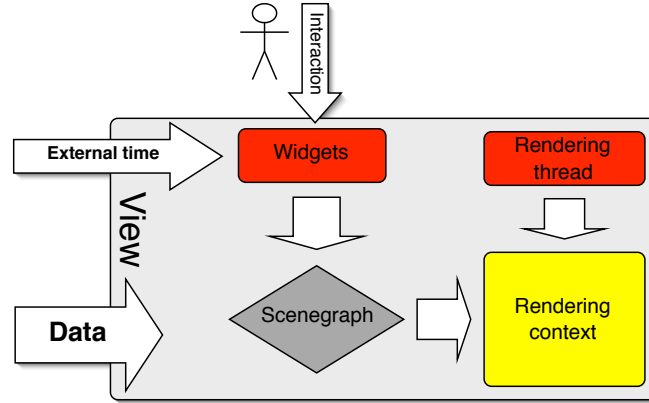 Interaction
External time
Widgets
Rendering
thread
View
Data
Scenegraph
Rendering
context